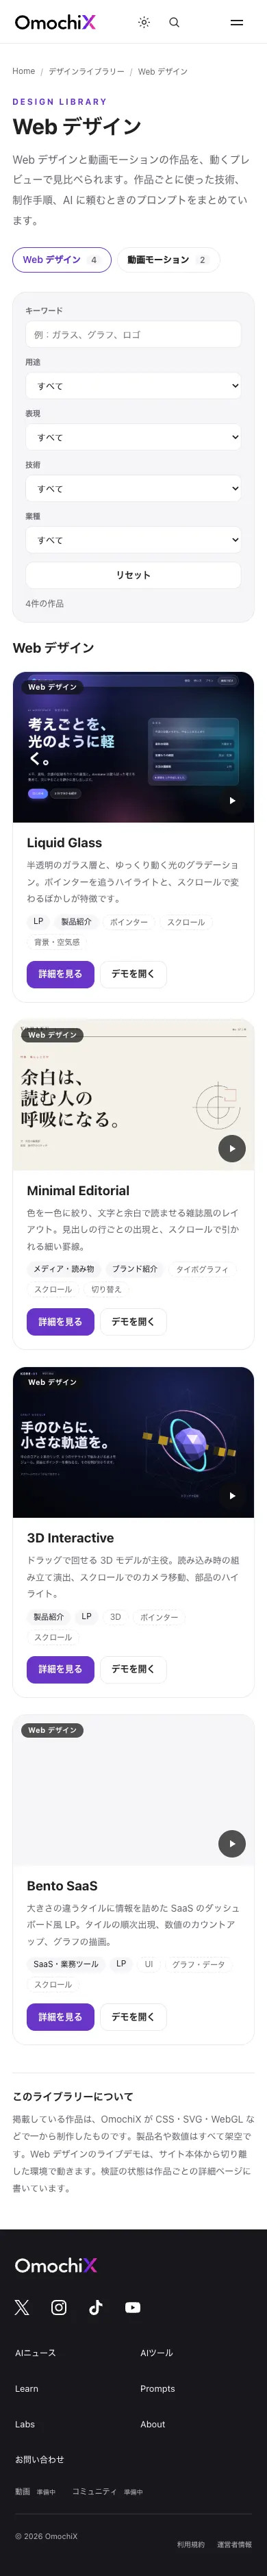 OmochiX
Home / デザインライブラリー / Web デザイン
DESIGN LIBRARY
Web デザイン
Web デザインと動画モーションの作品を、動くプレ
ビューで見比べられます。作品ごとに使った技術、
制作手順、AI に頼むときのプロンプトをまとめてい
ます。
Web デザイン 4
動画モーション 2
キーワード
例：ガラス、グラフ、ロゴ
用途
すべて
表現
すべて
技術
すべて
業種
すべて
リセット
4件の作品
Web デザイン
Web デザイン
考えごとを、
光のように軽
く。
Liquid Glass
半透明のガラス層と、ゆっくり動く光のグラデーショ
ン。ポインターを追うハイライトと、スクロールで変
わるぼかしが特徴です。
LP 製品紹介 ポインター スクロール
背景・空気感
詳細を見る デモを開く
Web デザイン
余白は、
読む人の
呼吸になる。
Minimal Editorial
色を一色に絞り、文字と余白で読ませる雑誌風のレイ
アウト。見出しの行ごとの出現と、スクロールで引か
れる細い罫線。
メディア・読み物 ブランド紹介 タイポグラフィ
スクロール 切り替え
詳細を見る デモを開く
Web デザイン
手のひらに、
小さな軌道を。
3D Interactive
ドラッグで回せる 3D モデルが主役。読み込み時の組
み立て演出、スクロールでのカメラ移動、部品のハイ
ライト。
製品紹介 LP 3D ポインター
スクロール
詳細を見る デモを開く
Web デザイン
Bento SaaS
大きさの違うタイルに情報を詰めた SaaS のダッシュ
ボード風 LP。タイルの順次出現、数値のカウントア
ップ、グラフの描画。
SaaS・業務ツール LP UI グラフ・データ
スクロール
詳細を見る デモを開く
このライブラリーについて
掲載している作品は、OmochiX が CSS・SVG・WebGL な
どで一から制作したものです。製品名や数値はすべて架空で
す。Web デザインのライブデモは、サイト本体から切り離
した環境で動きます。検証の状態は作品ごとの詳細ページに
書いています。
OmochiX
AIニュース AIツール
Learn Prompts
Labs About
お問い合わせ
動画 準備中 コミュニティ 準備中
© 2026 OmochiX
利用規約 運営者情報